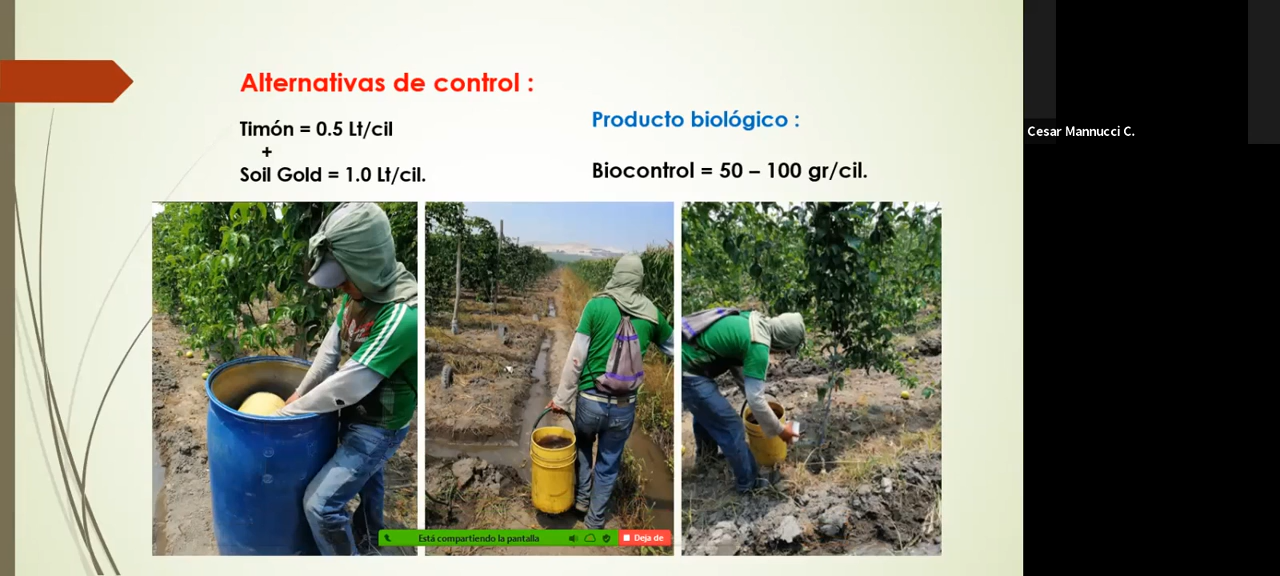 Alternativas de control :
Timón = 0.5 Lt/cil
+
Soil Gold = 1.0 Lt/cil.
Producto biológico :
Biocontrol = 50 – 100 gr/cil.
Cesar Mannucci C.
Está compartiendo la pantalla
Deja de